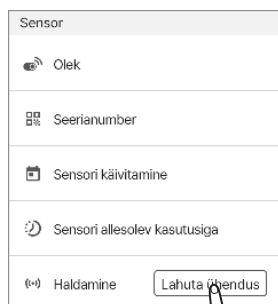 Sensor
Olek
Seerianumber
Sensori käivitamine
Sensori allesolev kasutusiga
Haldamine
Lahuta ühendus